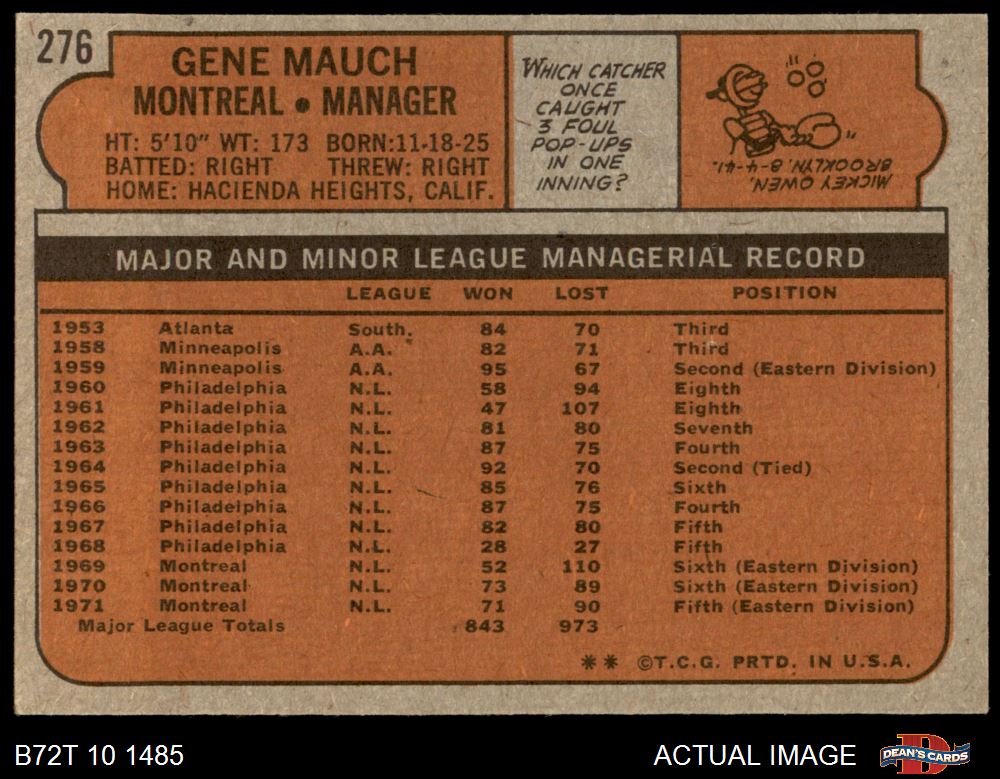 276
GENE MAUCH
MONTREAL • MANAGER
HT: 5'10" WT: 173 BORN:11-18-25
BATTED: RIGHT THREW: RIGHT
HOME: HACIENDA HEIGHTS, CALIF.
WHICH CATCHER
ONCE
CAUGHT
3 FOUL
POP-UPS
IN ONE
INNING?
MICKEY OWEN,
BROOKLYN, 8-4-41.
MAJOR AND MINOR LEAGUE MANAGERIAL RECORD
LEAGUE WON LOST POSITION
1953 Atlanta South. 84 70 Third
1958 Minneapolis A.A. 82 71 Third
1959 Minneapolis A.A. 95 67 Second (Eastern Division)
1960 Philadelphia N.L. 58 94 Eighth
1961 Philadelphia N.L. 47 107 Eighth
1962 Philadelphia N.L. 81 80 Seventh
1963 Philadelphia N.L. 87 75 Fourth
1964 Philadelphia N.L. 92 70 Second (Tied)
1965 Philadelphia N.L. 85 76 Sixth
1966 Philadelphia N.L. 87 75 Fourth
1967 Philadelphia N.L. 82 80 Fifth
1968 Philadelphia N.L. 28 27 Fifth
1969 Montreal N.L. 52 110 Sixth (Eastern Division)
1970 Montreal N.L. 73 89 Sixth (Eastern Division)
1971 Montreal N.L. 71 90 Fifth (Eastern Division)
Major League Totals 843 973
** ©T.C.G. PRTD. IN U.S.A.
B72T 10 1485 ACTUAL IMAGE DEAN'S CARDS